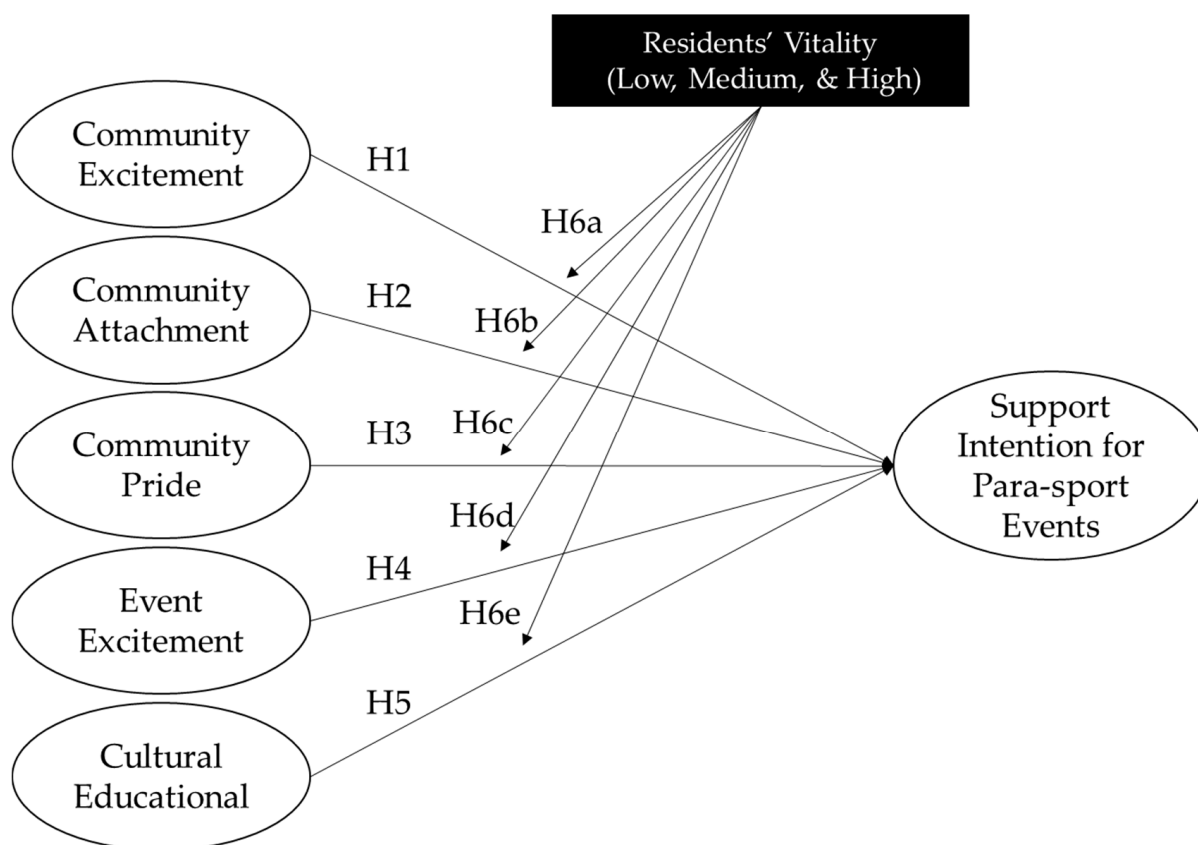 Residents’ Vitality
(Low, Medium, & High)
Community
Excitement
H1
H6a
Community
Attachment
H2
H6b
Community
Pride
H3
H6c
Support
Intention for
Para-sport
Events
Event
Excitement
H4
H6d
H6e
Cultural
Educational
H5